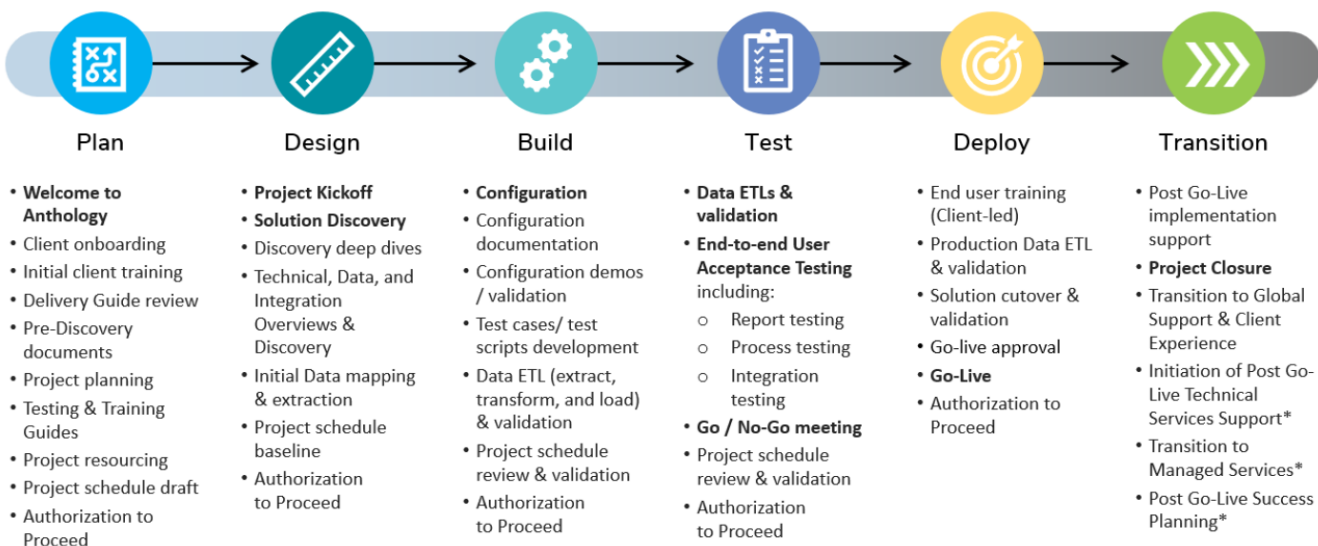 Plan
Design
Build
Test
Deploy
Transition
• Welcome to
Anthology
• Client onboarding
• Initial client training
• Delivery Guide review
• Pre-Discovery
documents
• Project planning
• Testing & Training
Guides
• Project resourcing
• Project schedule draft
• Authorization to
Proceed
• Project Kickoff
• Solution Discovery
• Discovery deep dives
• Technical, Data, and
Integration
Overviews &
Discovery
• Initial Data mapping
& extraction
• Project schedule
baseline
• Authorization
to Proceed
• Configuration
• Configuration
documentation
• Configuration demos
/ validation
• Test cases/ test
scripts development
• Data ETL (extract,
transform, and load)
& validation
• Project schedule
review & validation
• Authorization
to Proceed
• Data ETLs &
validation
• End-to-end User
Acceptance Testing
including:
o Report testing
o Process testing
o Integration
testing
• Go / No-Go meeting
• Project schedule
review & validation
• Authorization
to Proceed
• End user training
(Client-led)
• Production Data ETL
& validation
• Solution cutover &
validation
• Go-live approval
• Go-Live
• Authorization to
Proceed
• Post Go-Live
implementation
support
• Project Closure
• Transition to Global
Support & Client
Experience
• Initiation of Post Go-
Live Technical
Services Support*
• Transition to
Managed Services*
• Post Go-Live Success
Planning*